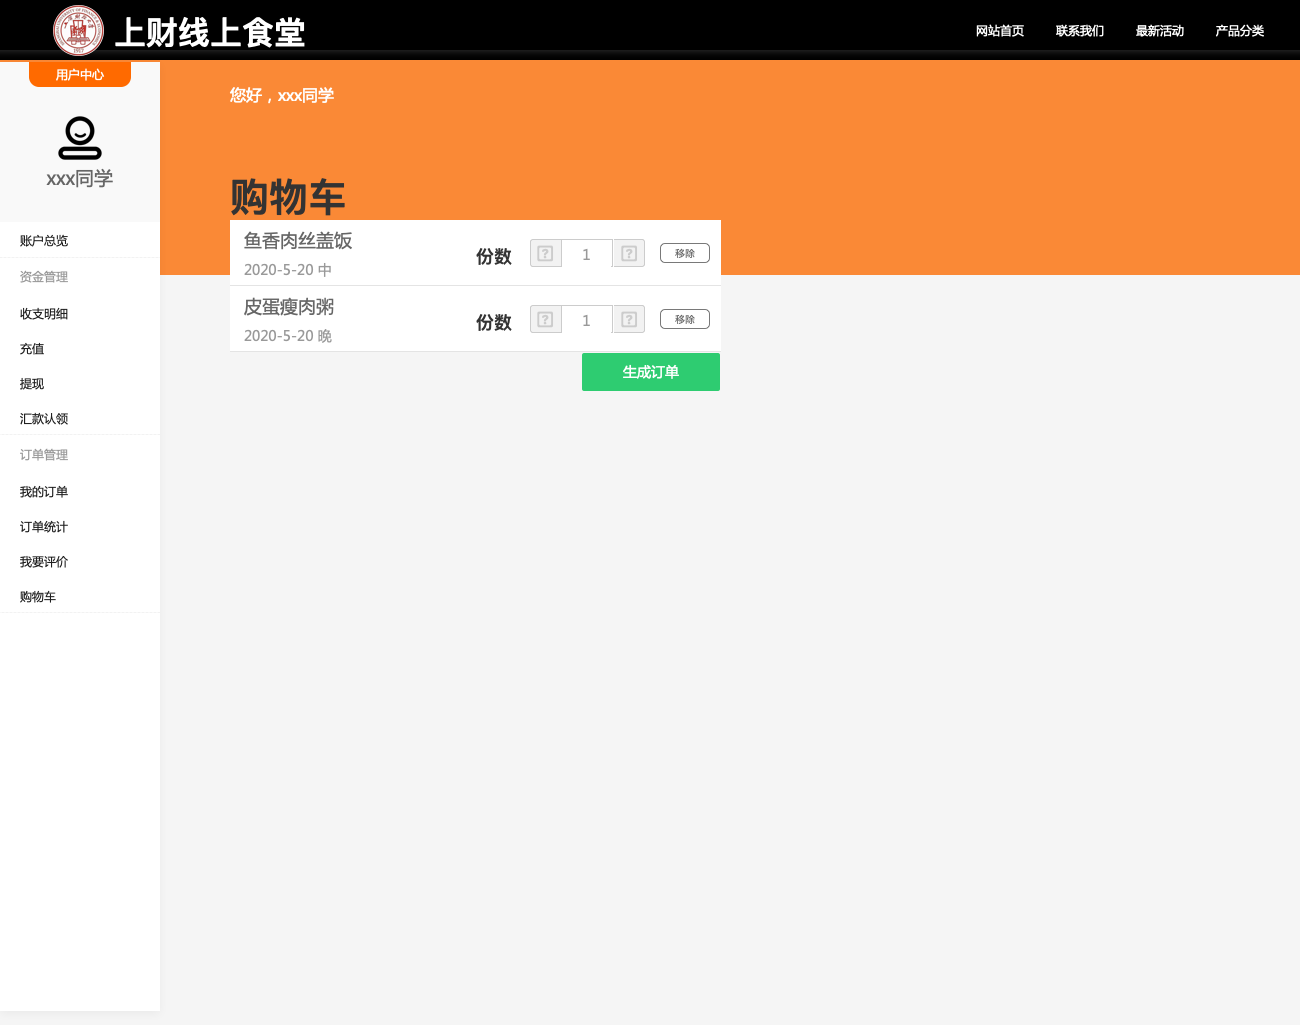 上财线上食堂
网站首页 联系我们 最新活动 产品分类
用户中心
xxx同学
账户总览
资金管理
收支明细
充值
提现
汇款认领
订单管理
我的订单
订单统计
我要评价
购物车
您好，xxx同学
购物车
鱼香肉丝盖饭
2020-5-20 中
份数 ? 1 ? 移除
皮蛋瘦肉粥
2020-5-20 晚
份数 ? 1 ? 移除
生成订单